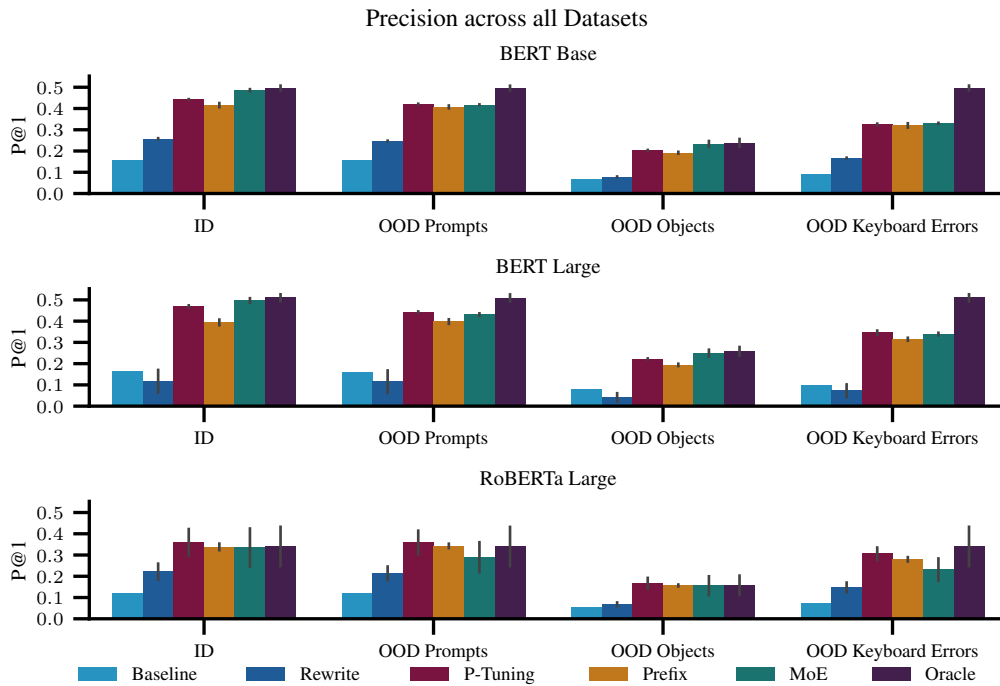 Precision across all Datasets
BERT Base
P@1
0.5
0.4
0.3
0.2
0.1
0.0
ID
OOD Prompts
OOD Objects
OOD Keyboard Errors
BERT Large
P@1
0.5
0.4
0.3
0.2
0.1
0.0
ID
OOD Prompts
OOD Objects
OOD Keyboard Errors
RoBERTa Large
P@1
0.5
0.4
0.3
0.2
0.1
0.0
ID
OOD Prompts
OOD Objects
OOD Keyboard Errors
Baseline
Rewrite
P-Tuning
Prefix
MoE
Oracle